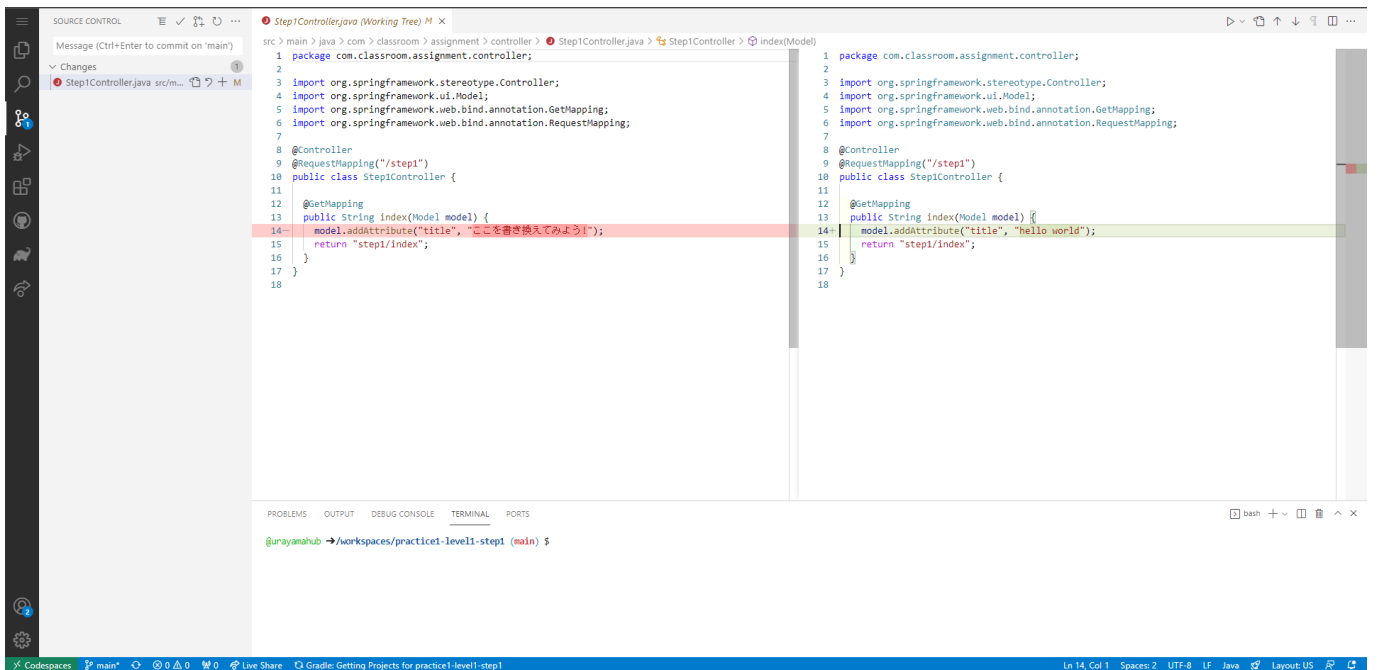 SOURCE CONTROL
Message (Ctrl+Enter to commit on 'main')
Changes 1
Step1Controller.java src/m... M
Step1Controller.java (Working Tree) M
src > main > java > com > classroom > assignment > controller > Step1Controller.java > Step1Controller > index(Model)
1 package com.classroom.assignment.controller;
2
3 import org.springframework.stereotype.Controller;
4 import org.springframework.ui.Model;
5 import org.springframework.web.bind.annotation.GetMapping;
6 import org.springframework.web.bind.annotation.RequestMapping;
7
8 @Controller
9 @RequestMapping("/step1")
10 public class Step1Controller {
11
12 @GetMapping
13 public String index(Model model) {
14- model.addAttribute("title", "ここを書き換えてみよう!");
15 return "step1/index";
16 }
17 }
18
1 package com.classroom.assignment.controller;
2
3 import org.springframework.stereotype.Controller;
4 import org.springframework.ui.Model;
5 import org.springframework.web.bind.annotation.GetMapping;
6 import org.springframework.web.bind.annotation.RequestMapping;
7
8 @Controller
9 @RequestMapping("/step1")
10 public class Step1Controller {
11
12 @GetMapping
13 public String index(Model model) {
14+ model.addAttribute("title", "hello world");
15 return "step1/index";
16 }
17 }
18
PROBLEMS OUTPUT DEBUG CONSOLE TERMINAL PORTS
bash
@urayamahub ➜/workspaces/practice1-level1-step1 (main) $
1
2
Codespaces main* 0 0 0 Live Share Gradle: Getting Projects for practice1-level1-step1 Ln 14, Col 1 Spaces: 2 UTF-8 LF Java Layout: US